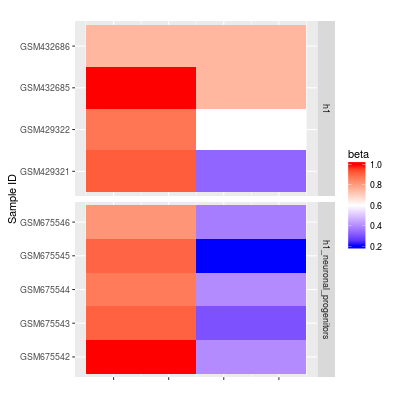 GSM432686
GSM432685
GSM429322
GSM429321
h1
GSM675546
GSM675545
GSM675544
GSM675543
GSM675542
h1_neuronal_progenitors
Sample ID
beta
1.0
0.8
0.6
0.4
0.2